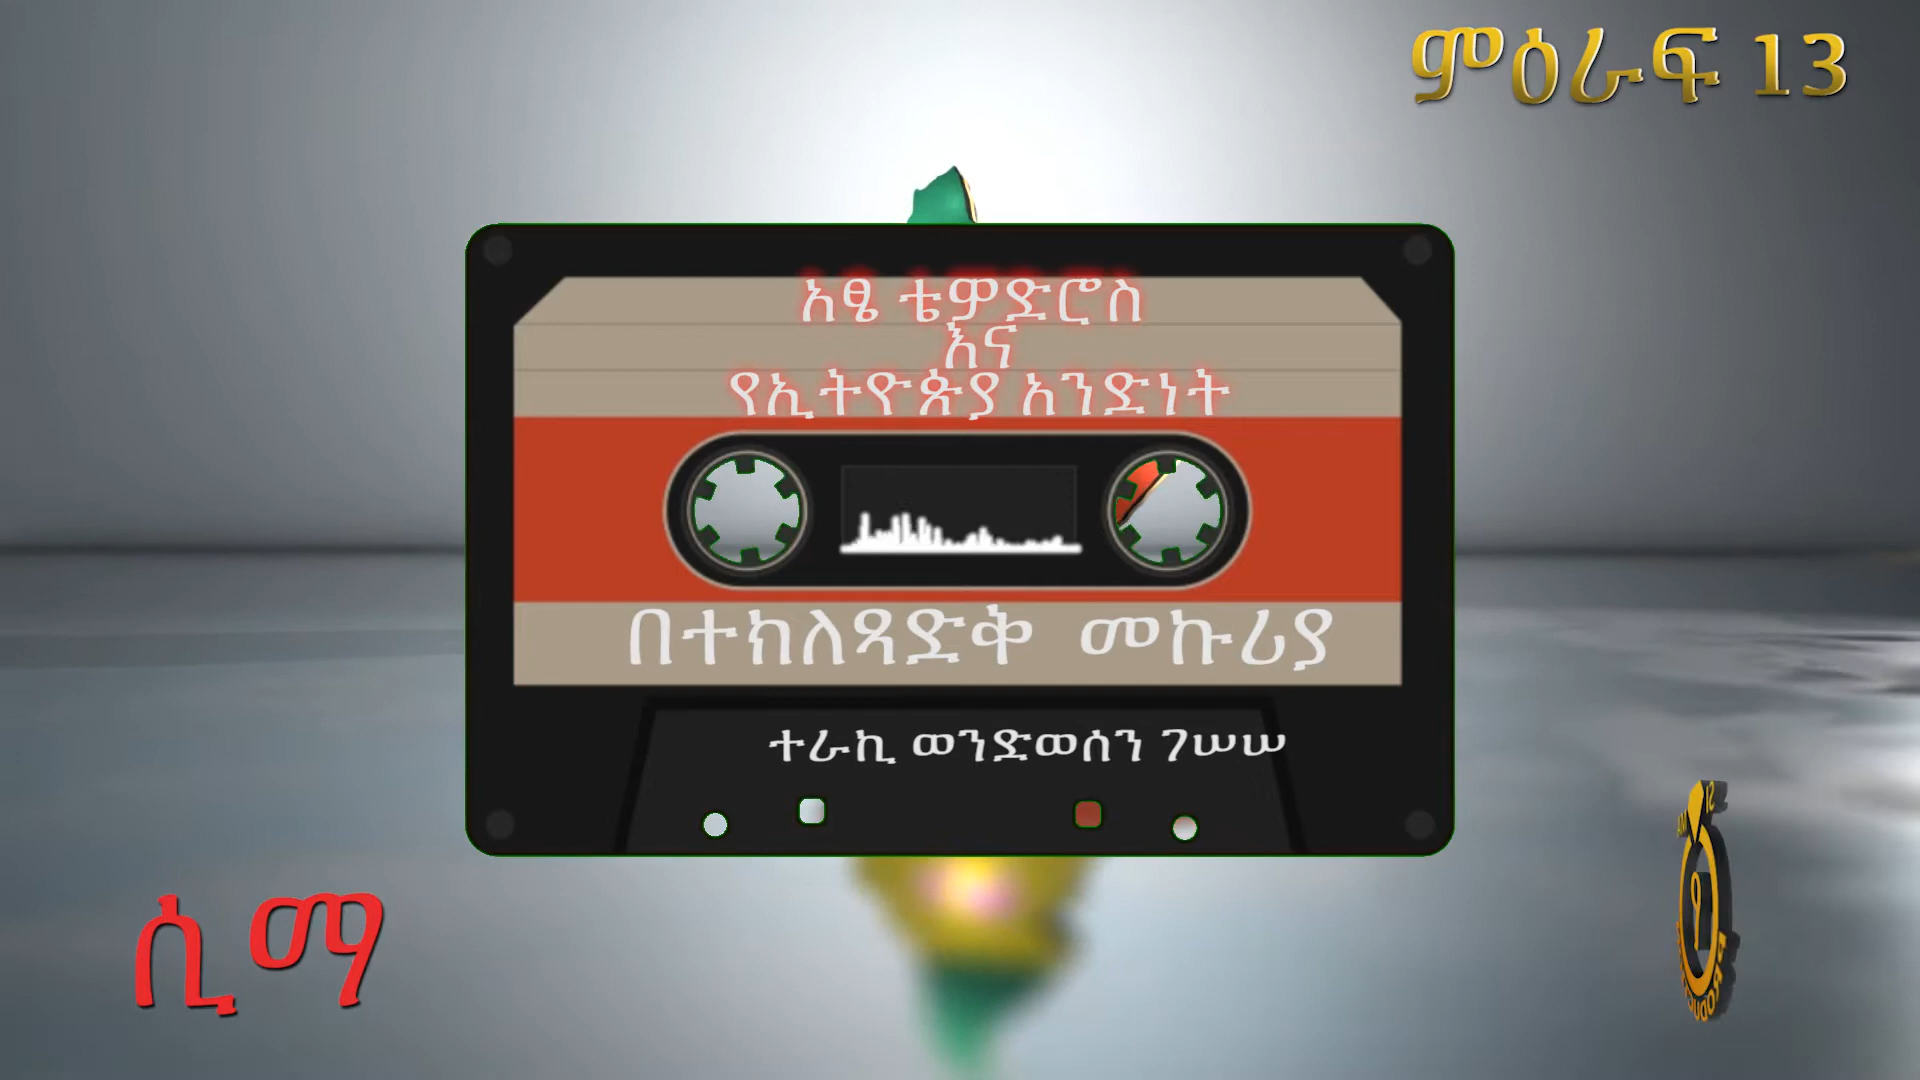 ምዕራፍ 13
አፄ ቴዎድሮስ
እና
የኢትዮጵያ አንድነት
በተክለጻድቅ መኩሪያ
ተራኪ ወንድወሰን ገሠሠ
ሲማ